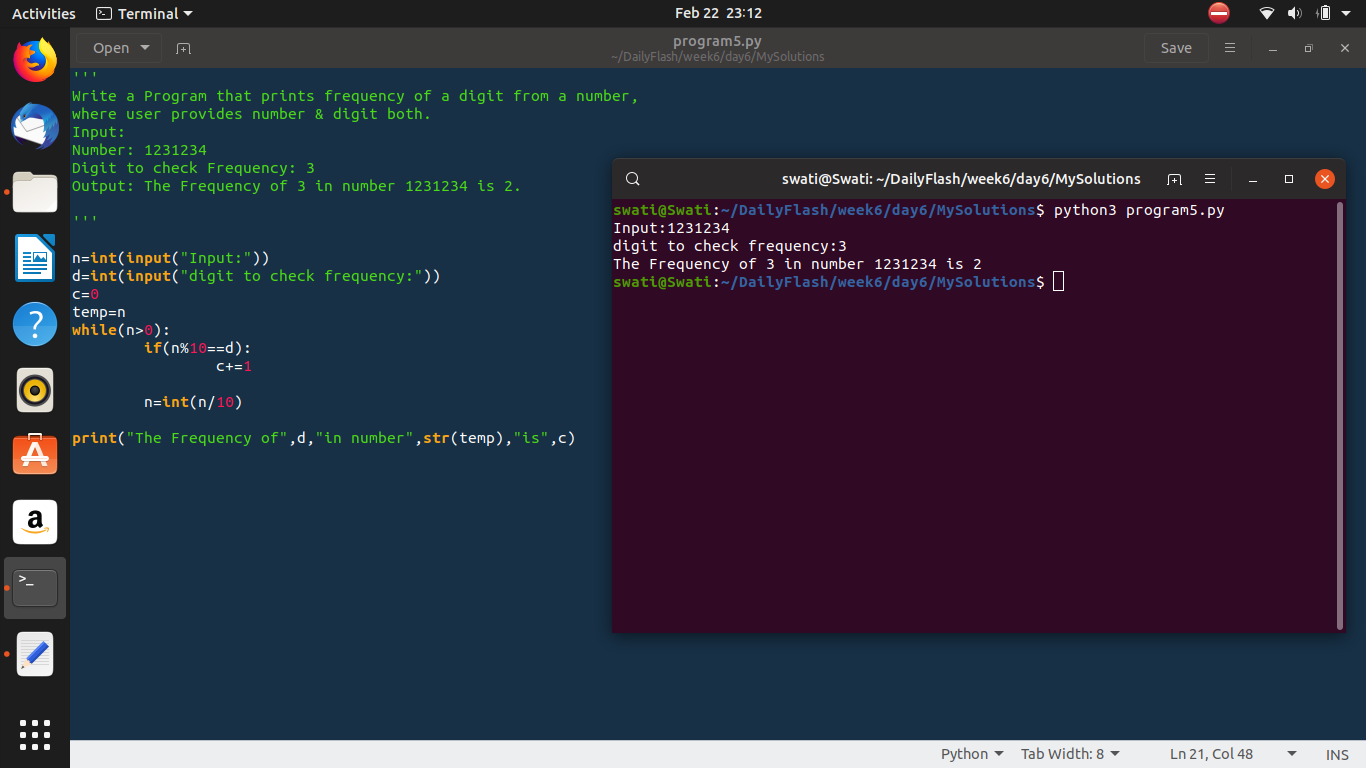 Activities Terminal Feb 22 23:12
Open program5.py Save
~/DailyFlash/week6/day6/MySolutions
'''
Write a Program that prints frequency of a digit from a number,
where user provides number & digit both.
Input:
Number: 1231234
Digit to check Frequency: 3
Output: The Frequency of 3 in number 1231234 is 2.
'''
n=int(input("Input:"))
d=int(input("digit to check frequency:"))
c=0
temp=n
while(n>0):
        if(n%10==d):
                c+=1
        n=int(n/10)
print("The Frequency of",d,"in number",str(temp),"is",c)
swati@Swati: ~/DailyFlash/week6/day6/MySolutions
swati@Swati:~/DailyFlash/week6/day6/MySolutions$ python3 program5.py
Input:1231234
digit to check frequency:3
The Frequency of 3 in number 1231234 is 2
swati@Swati:~/DailyFlash/week6/day6/MySolutions$
?
A
a
>_
Python Tab Width: 8 Ln 21, Col 48 INS